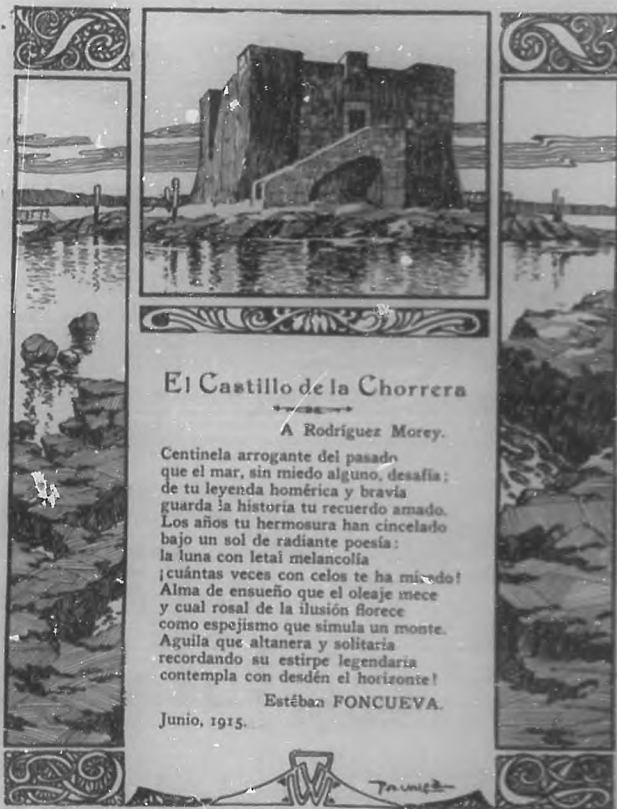 El Castillo de la Chorrera
A Rodríguez Morey.
Centinela arrogante del pasado
que el mar, sin miedo alguno, desafía:
de tu leyenda homérica y bravía
guarda la historia tu recuerdo amado.
Los años tu hermosura han cincelado
bajo un sol de radiante poesía:
la luna con letal melancolía
¡cuántas veces con celos te ha mirado!
Alma de ensueño que el oleaje mece
y cual rosal de la ilusión florece
como espejismo que simula un monte.
Aguila que altanera y solitaria
recordando su estirpe legendaria
contempla con desdén el horizonte!
Estéban FONCUEVA.
Junio, 1915.